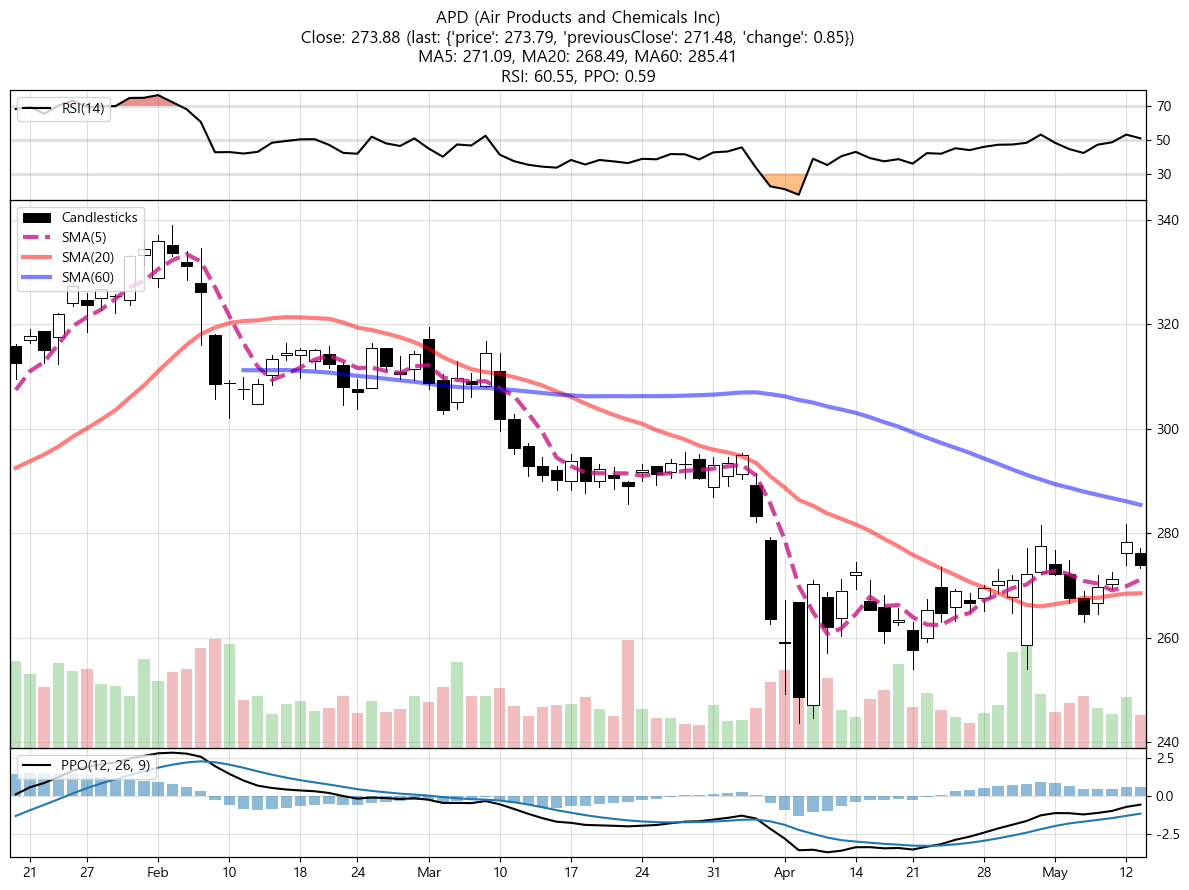 APD (Air Products and Chemicals Inc)
Close: 273.88 (last: {'price': 273.79, 'previousClose': 271.48, 'change': 0.85})
MA5: 271.09, MA20: 268.49, MA60: 285.41
RSI: 60.55, PPO: 0.59
RSI(14)
70
50
30
Candlesticks
SMA(5)
SMA(20)
SMA(60)
340
320
300
280
260
240
PPO(12, 26, 9)
2.5
0.0
-2.5
21 27 Feb 10 18 24 Mar 10 17 24 31 Apr 14 21 28 May 12